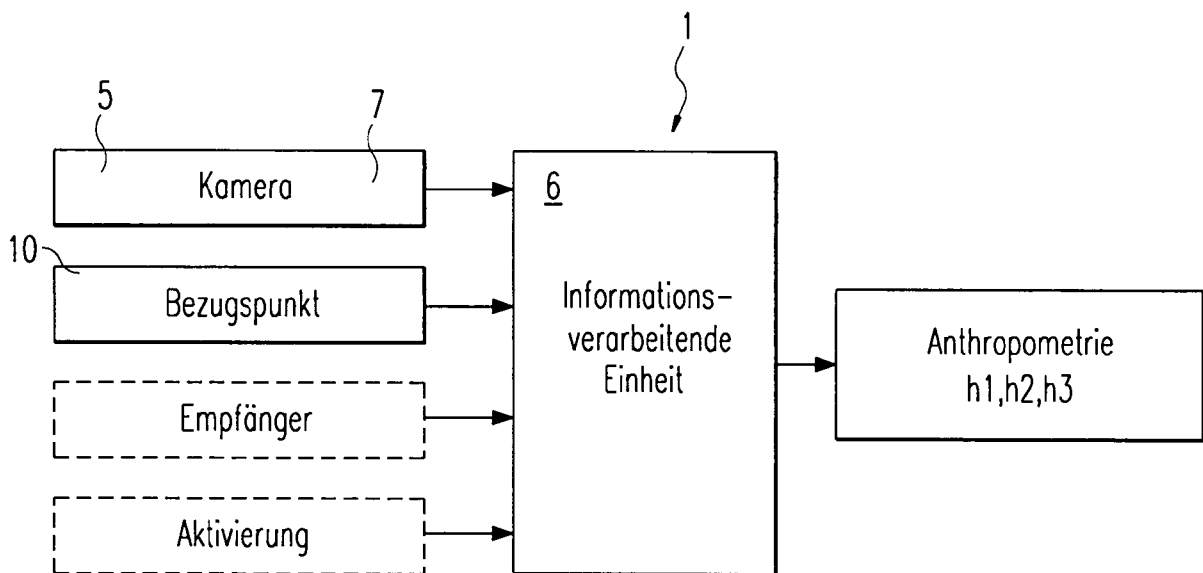 1
5
7
Kamera
6
10
Bezugspunkt
Informations-
verarbeitende
Einheit
Anthropometrie
h1,h2,h3
Empfänger
Aktivierung